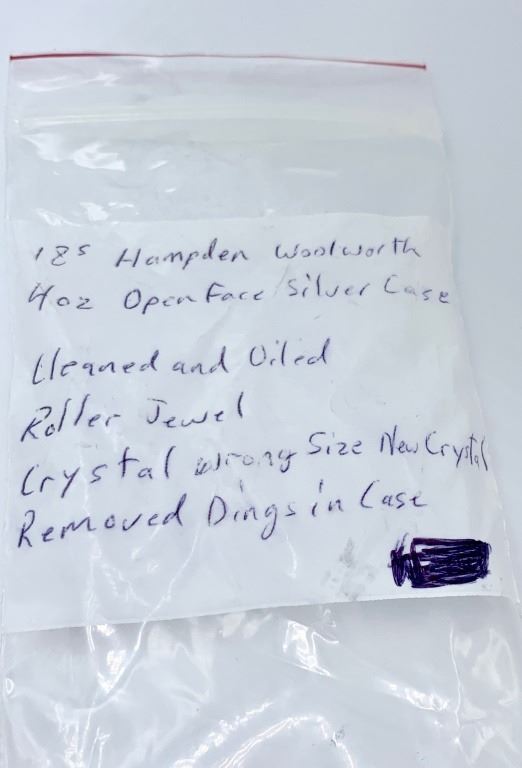 18s Hampden Woolworth
4oz Open Face Silver Case
Cleaned and Oiled
Roller Jewel
Crystal wrong Size New Crystal
Removed Dings in Case